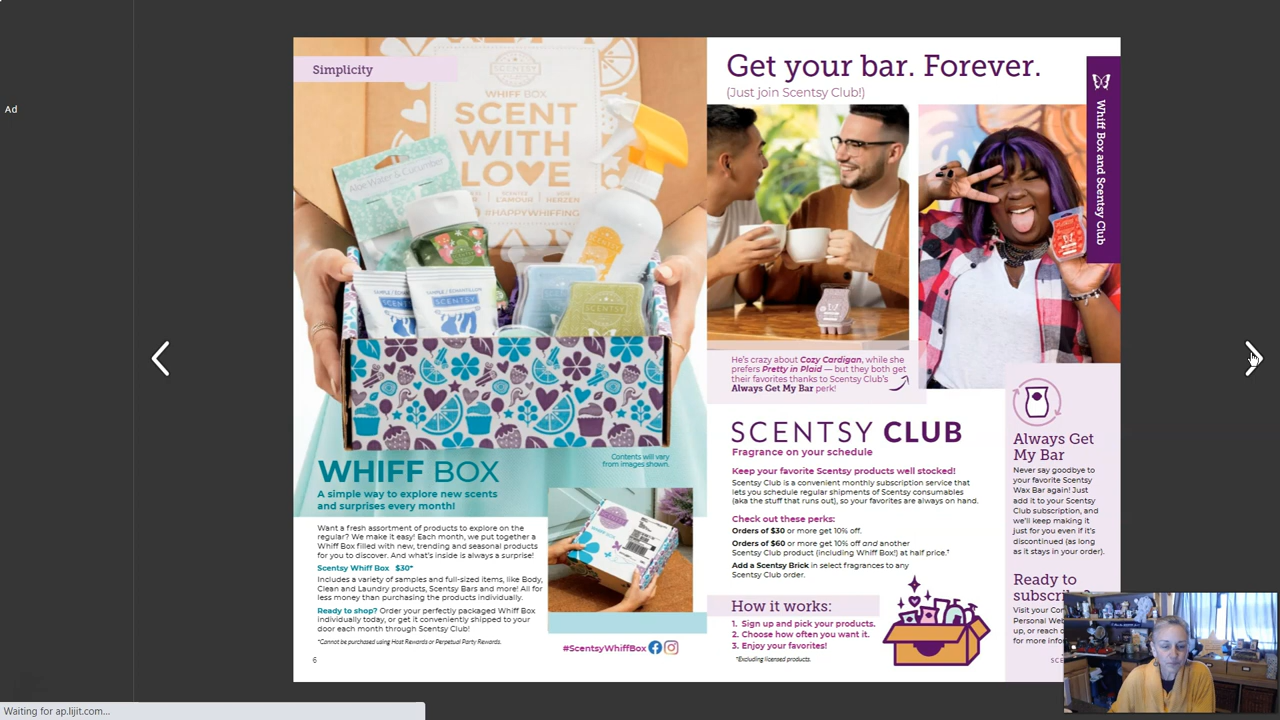 Ad
Simplicity
WHIFF BOX
SCENT
WITH
LO♥E
L'AMOUR
HERZEN
#HAPPYWHIFFING
Aloe Water & Cucumber
SCENTSY
SCENTSY
WHIFF BOX
A simple way to explore new scents
and surprises every month!
Contents will vary
from images shown.
Want a fresh assortment of products to explore on the
regular? We make it easy! Each month, we put together a
Whiff Box filled with new, trending and seasonal products
for you to discover. And what's inside is always a surprise!
Scentsy Whiff Box $30*
Includes a variety of samples and full-sized items, like Body,
Clean and Laundry products, Scentsy Bars and more! All for
less money than purchasing the products individually.
Ready to shop? Order your perfectly packaged Whiff Box
individually today, or get it conveniently shipped to your
door each month through Scentsy Club!
*Cannot be purchased using Host Rewards or Perpetual Party Rewards.
#ScentsyWhiffBox
6
Get your bar. Forever.
(Just join Scentsy Club!)
Whiff Box and Scentsy Club
He's crazy about Cozy Cardigan, while she
prefers Pretty in Plaid — but they both get
their favorites thanks to Scentsy Club's
Always Get My Bar perk!
SCENTSY CLUB
Fragrance on your schedule
Keep your favorite Scentsy products well stocked!
Scentsy Club is a convenient monthly subscription service that
lets you schedule regular shipments of Scentsy consumables
(aka the stuff that runs out), so your favorites are always on hand.
Check out these perks:
Orders of $30 or more get 10% off.
Orders of $60 or more get 10% off and another
Scentsy Club product (including Whiff Box!) at half price.†
Add a Scentsy Brick in select fragrances to any
Scentsy Club order.
How it works:
1. Sign up and pick your products.
2. Choose how often you want it.
3. Enjoy your favorites!
*Excluding licensed products.
Always Get
My Bar
Never say goodbye to
your favorite Scentsy
Wax Bar again! Just
add it to your Scentsy
Club subscription, and
we'll keep making it
just for you even if it's
discontinued (as long
as it stays in your order).
Ready to
Visit your
Personal
up, or reach
for more
Waiting for ap.lijit.com...